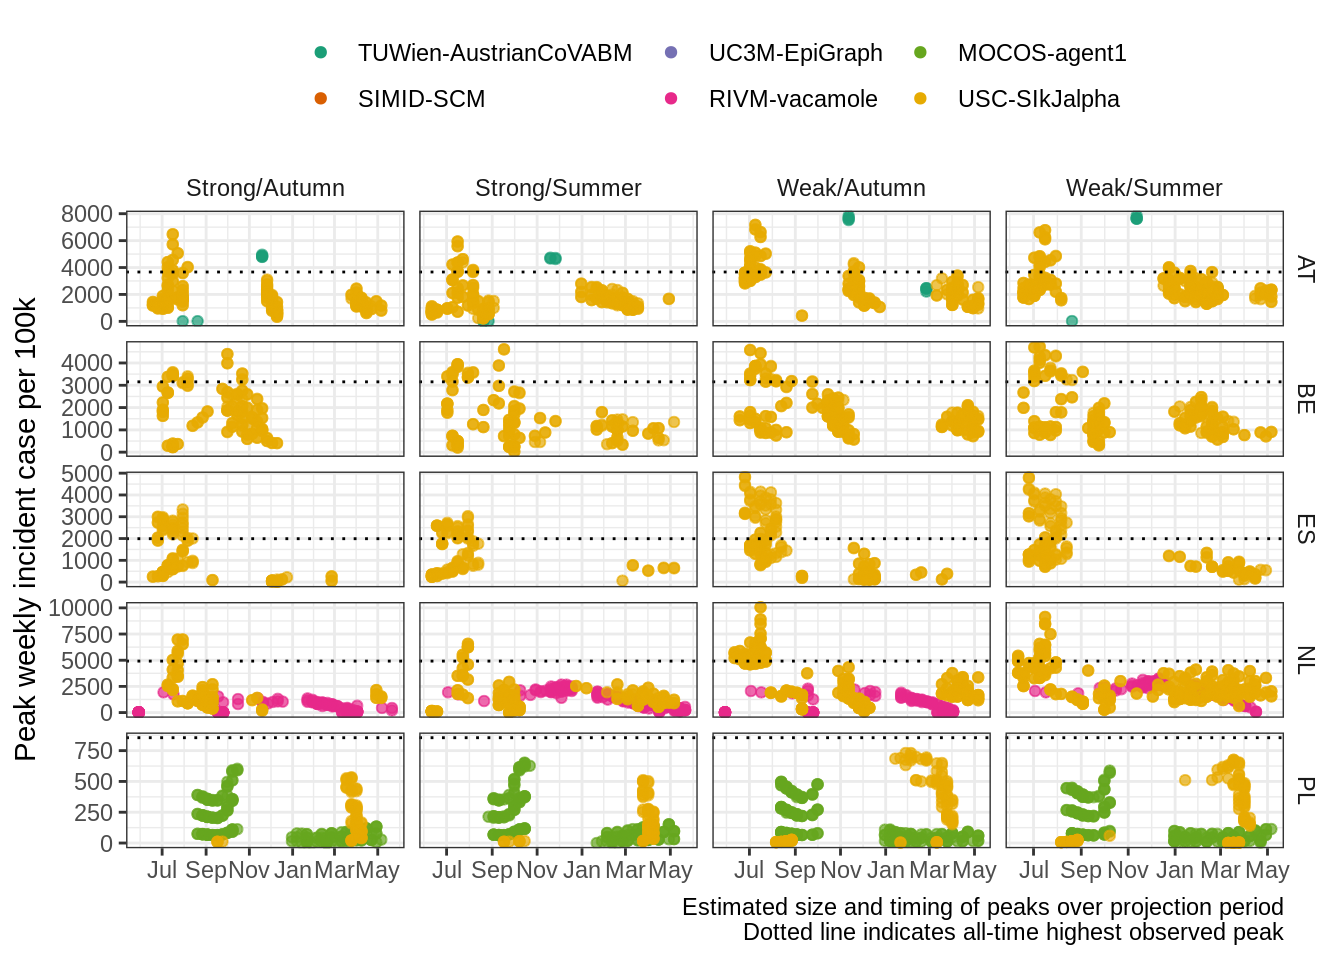 TUWien-AustrianCoVABM UC3M-EpiGraph MOCOS-agent1
SIMID-SCM RIVM-vacamole USC-SIkJalpha
Strong/Autumn Strong/Summer Weak/Autumn Weak/Summer
Peak weekly incident case per 100k
8000
6000
4000
2000
0
AT
4000
3000
2000
1000
0
BE
5000
4000
3000
2000
1000
0
ES
10000
7500
5000
2500
0
NL
750
500
250
0
PL
Jul Sep Nov Jan Mar May Jul Sep Nov Jan Mar May Jul Sep Nov Jan Mar May Jul Sep Nov Jan Mar May
Estimated size and timing of peaks over projection period
Dotted line indicates all-time highest observed peak